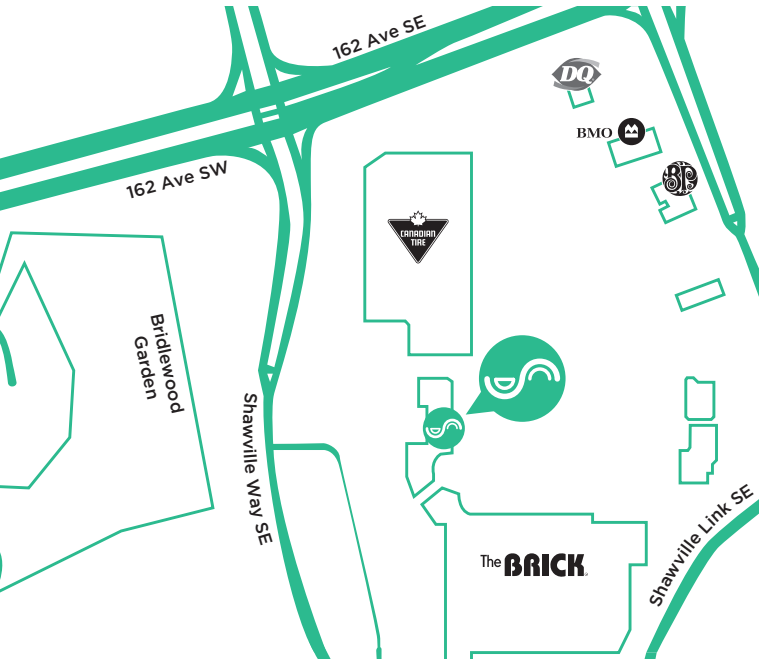 162 Ave SE
DQ
BMO
BP
162 Ave SW
CANADIAN
TIRE
Bridlewood
Garden
Shawville Way SE
Shawville Link SE
The BRICK